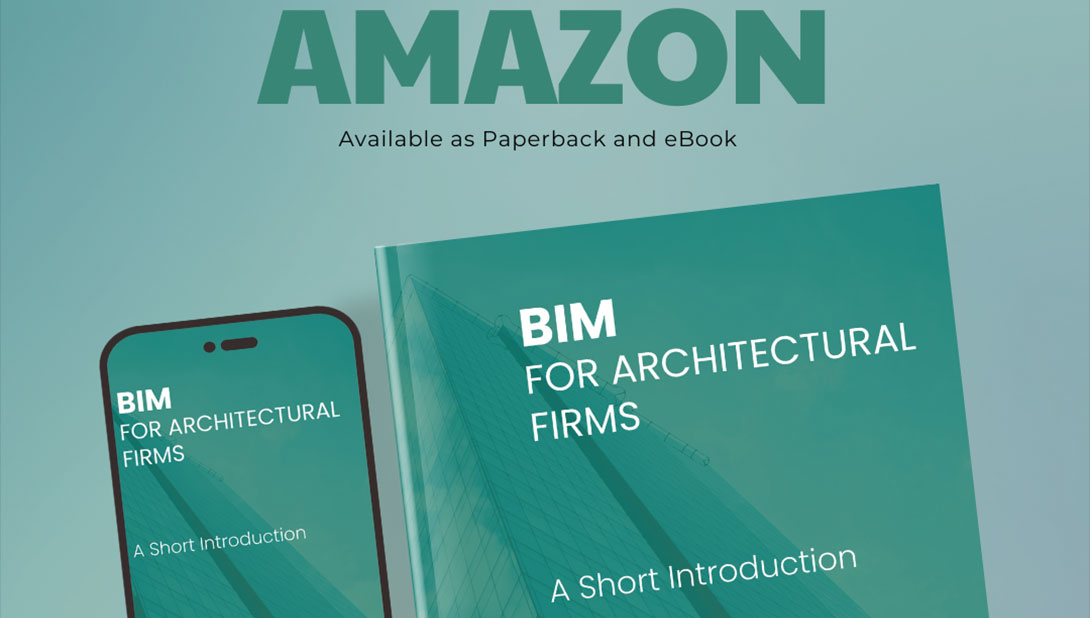 AMAZON
Available as Paperback and eBook
BIM
FOR ARCHITECTURAL
FIRMS
A Short Introduction
BIM
FOR ARCHITECTURAL
FIRMS
A Short Introduction